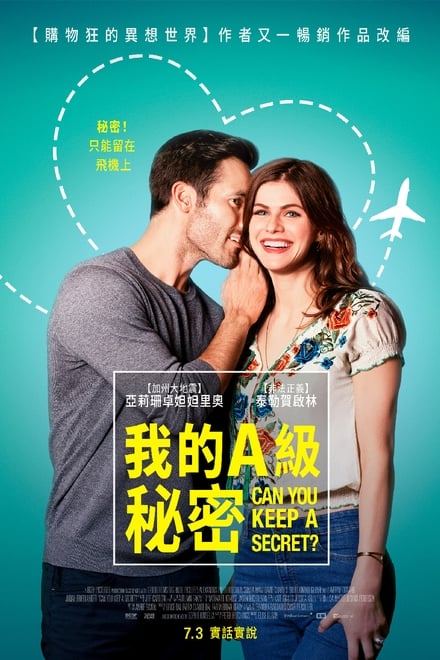 【購物狂的異想世界】作者又一暢銷作品改編
秘密！
只能留在
飛機上
【加州大地震】
亞莉珊卓妲妲里奧
【非法正義】
泰勒賀啟林
我的A級
秘密
CAN YOU
KEEP A
SECRET?
7.3 實話實說